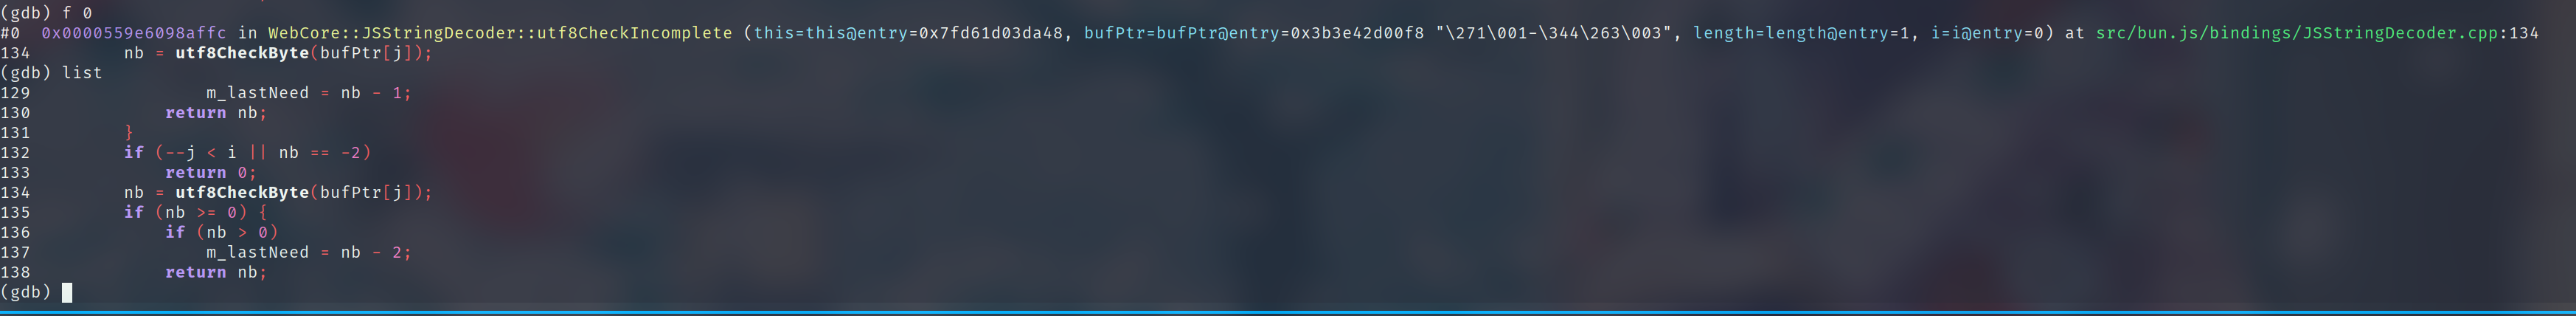 (gdb) f 0
#0  0x0000559e6098affc in WebCore::JSStringDecoder::utf8CheckIncomplete (this=this@entry=0x7fd61d03da48, bufPtr=bufPtr@entry=0x3b3e42d00f8 "\271\001-\344\263\003", length=length@entry=1, i=i@entry=0) at src/bun.js/bindings/JSStringDecoder.cpp:134
134         nb = utf8CheckByte(bufPtr[j]);
(gdb) list
129                 m_lastNeed = nb - 1;
130             return nb;
131         }
132         if (--j < i || nb == -2)
133             return 0;
134         nb = utf8CheckByte(bufPtr[j]);
135         if (nb >= 0) {
136             if (nb > 0)
137                 m_lastNeed = nb - 2;
138             return nb;
(gdb)